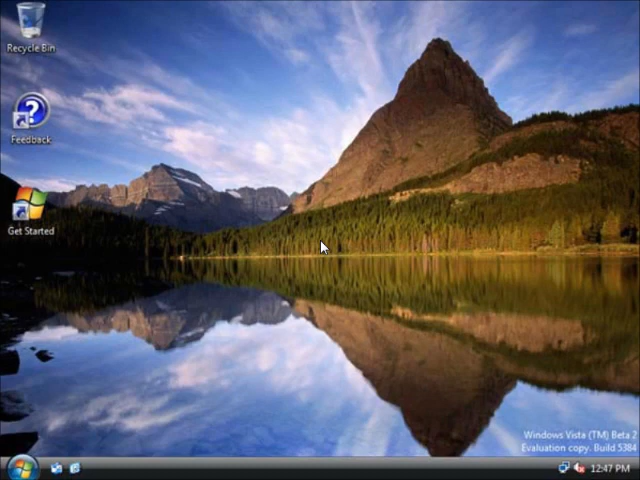 Recycle Bin
Feedback
Get Started
Windows Vista (TM) Beta 2
Evaluation copy. Build 5384
12:47 PM